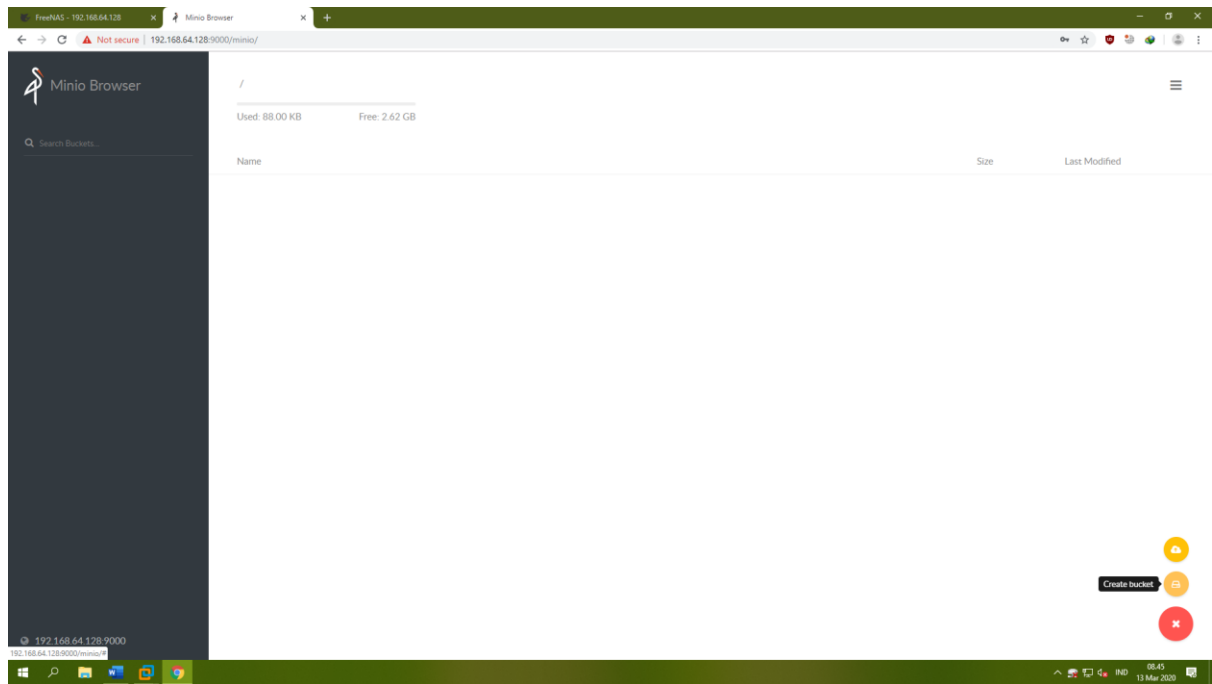 FreeNAS - 192.168.64.128
Minio Browser
Not secure | 192.168.64.128:9000/minio/
Minio Browser
/
Used: 88.00 KB Free: 2.62 GB
Search Buckets...
Name Size Last Modified
Create bucket
192.168.64.128:9000
192.168.64.128:9000/minio/#
IND
08.45
13 Mar 2020